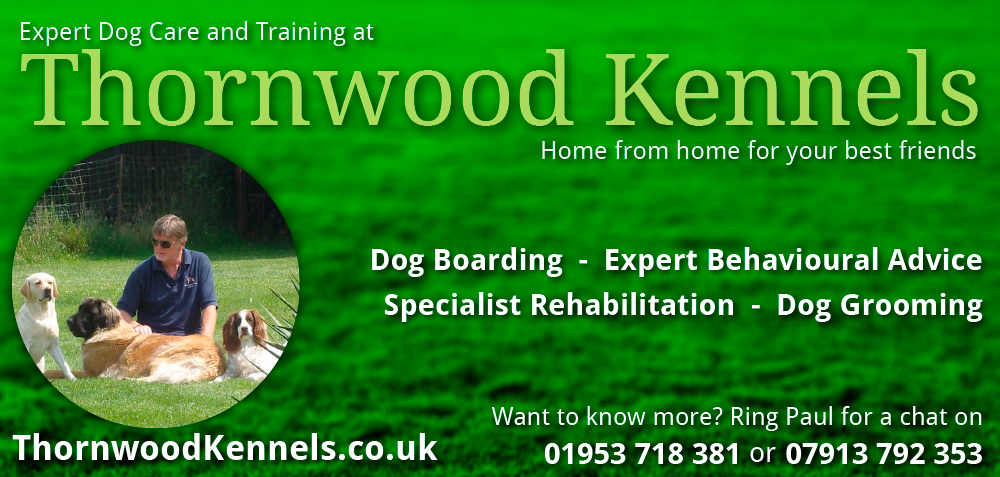 Expert Dog Care and Training at
Thornwood Kennels
Home from home for your best friends
Dog Boarding - Expert Behavioural Advice
Specialist Rehabilitation - Dog Grooming
Want to know more? Ring Paul for a chat on
ThornwoodKennels.co.uk
01953 718 381 or 07913 792 353